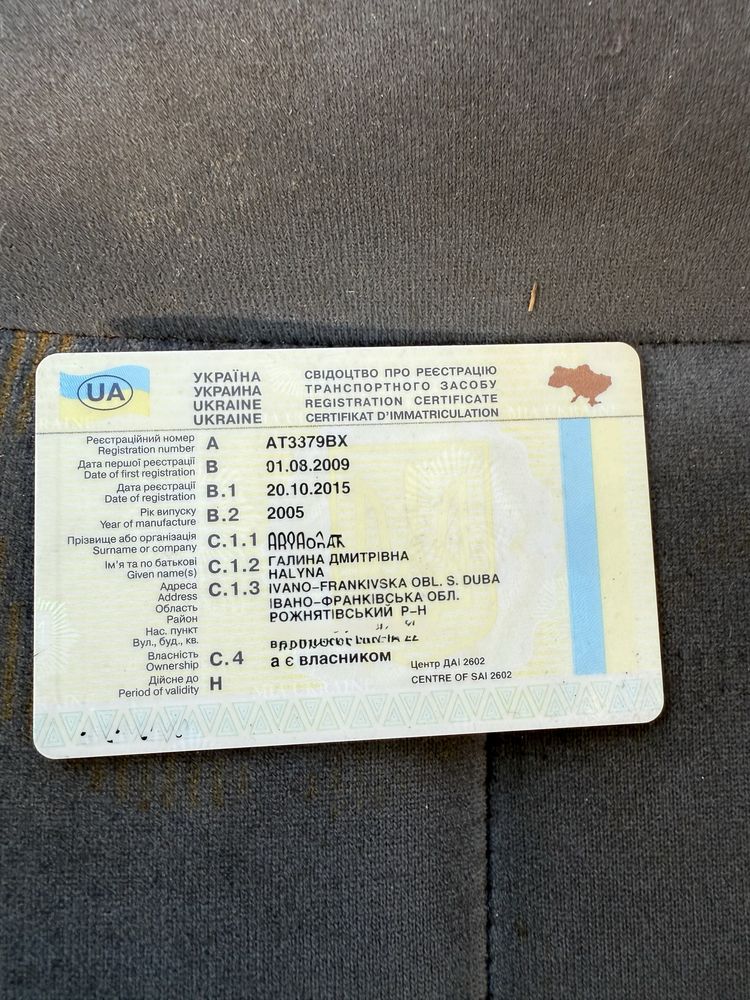 UA
УКРАЇНА
УКРАИНА
UKRAINE
UKRAINE
СВІДОЦТВО ПРО РЕЄСТРАЦІЮ
ТРАНСПОРТНОГО ЗАСОБУ
REGISTRATION CERTIFICATE
CERTIFIKAT D'IMMATRICULATION
Реєстраційний номер
Registration number A AT3379BX
Дата першої реєстрації
Date of first registration B 01.08.2009
Дата реєстрації
Date of registration B.1 20.10.2015
Рік випуску
Year of manufacture B.2 2005
Прізвище або організація
Surname or company C.1.1
Ім'я та по батькові
Given name(s) C.1.2 ГАЛИНА ДМИТРІВНА
HALYNA
Адреса
Address C.1.3 IVANO-FRANKIVSKA OBL. S. DUBA
Область ІВАНО-ФРАНКІВСЬКА ОБЛ.
Район РОЖНЯТІВСЬКИЙ Р-Н
Нас. пункт
Вул., буд., кв.
Власність
Ownership C.4 а є власником
Центр ДАІ 2602
Дійсне до
Period of validity H
CENTRE OF SAI 2602